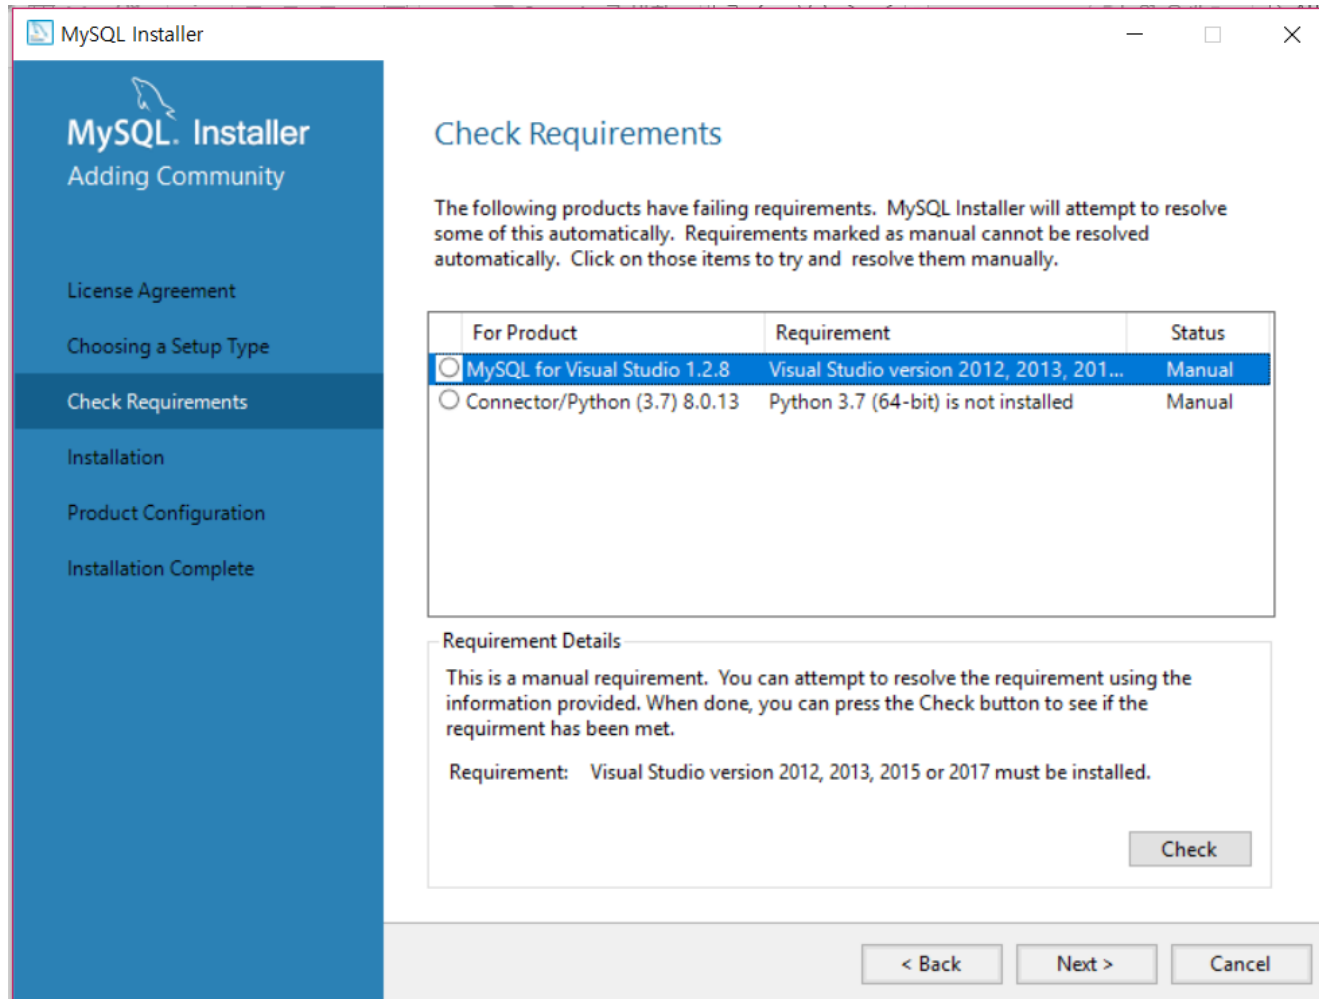 MySQL Installer
MySQL. Installer
Adding Community
License Agreement
Choosing a Setup Type
Check Requirements
Installation
Product Configuration
Installation Complete
Check Requirements
The following products have failing requirements. MySQL Installer will attempt to resolve
some of this automatically. Requirements marked as manual cannot be resolved
automatically. Click on those items to try and resolve them manually.
For Product Requirement Status
MySQL for Visual Studio 1.2.8 Visual Studio version 2012, 2013, 201... Manual
Connector/Python (3.7) 8.0.13 Python 3.7 (64-bit) is not installed Manual
Requirement Details
This is a manual requirement. You can attempt to resolve the requirement using the
information provided. When done, you can press the Check button to see if the
requirment has been met.
Requirement: Visual Studio version 2012, 2013, 2015 or 2017 must be installed.
Check
< Back Next > Cancel